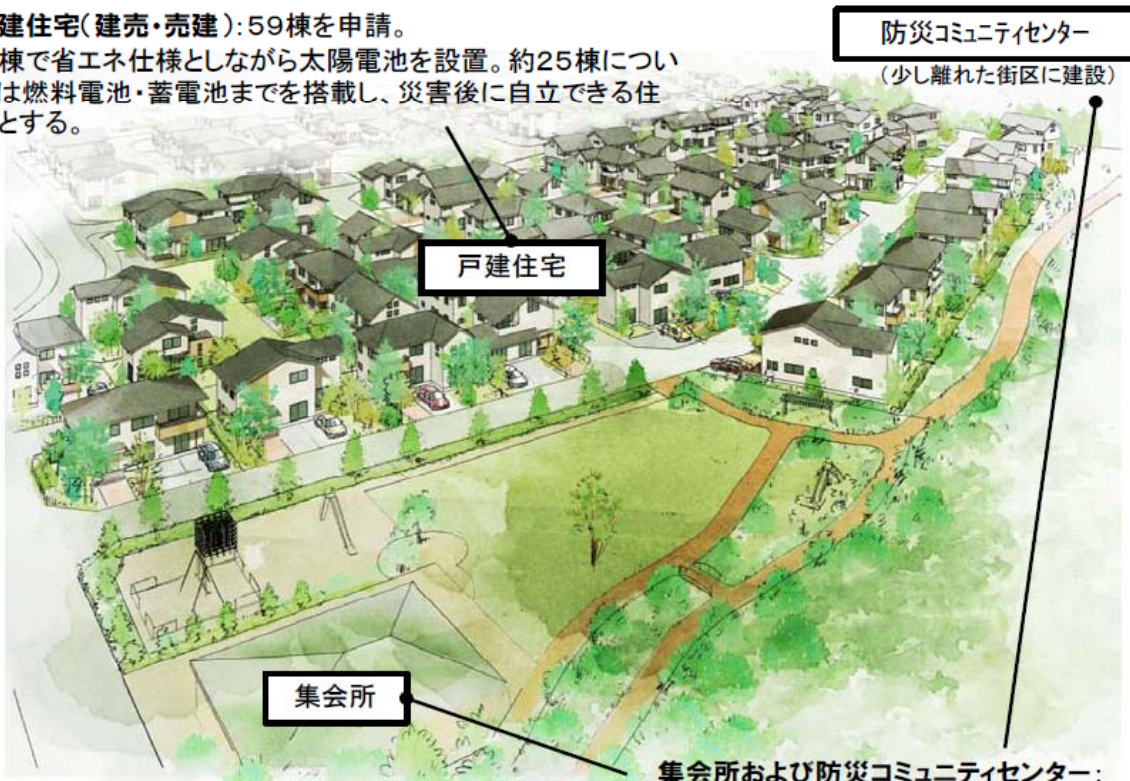 建住宅(建売・売建):59棟を申請。
棟で省エネ仕様としながら太陽電池を設置。約25棟につい
は燃料電池・蓄電池までを搭載し、災害後に自立できる住
とする。
防災コミュニティセンター
(少し離れた街区に建設)
戸建住宅
集会所
集会所および防災コミュニティセンター: